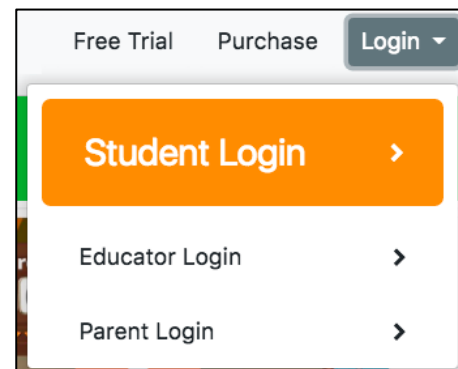 Free Trial Purchase Login
Student Login
Educator Login
Parent Login